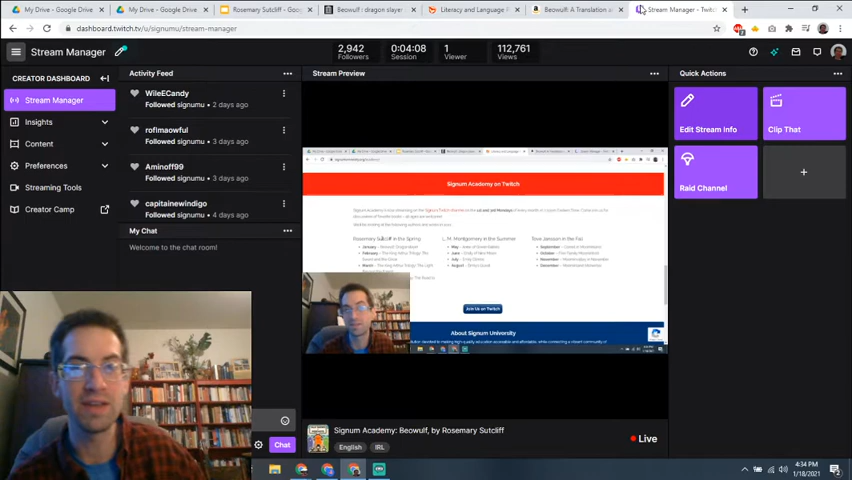 My Drive - Google Drive
My Drive - Google Drive
Rosemary Sutcliff - Goo
Beowulf : dragon slayer
Literacy and Language
Beowulf: A Translation a
Stream Manager - Twitc
dashboard.twitch.tv/u/signumu/stream-manager
Stream Manager
2,942
Followers
0:04:08
Session
1
Viewer
112,761
Views
CREATOR DASHBOARD
Stream Manager
Insights
Content
Preferences
Streaming Tools
Creator Camp
Activity Feed
WileECandy
Followed signumu • 2 days ago
roflmaowful
Followed signumu • 3 days ago
Aminoff99
Followed signumu • 3 days ago
capitainewindigo
Followed signumu • 4 days ago
My Chat
Welcome to the chat room!
Chat
Stream Preview
Signum Academy on Twitch
Rosemary Sutcliff in the Spring
L. M. Montgomery in the Summer
Tove Jansson in the Fall
Join Us on Twitch
About Signum University
Signum Academy: Beowulf, by Rosemary Sutcliff
English
IRL
Live
Quick Actions
Edit Stream Info
Clip That
Raid Channel
4:34 PM
1/18/2021